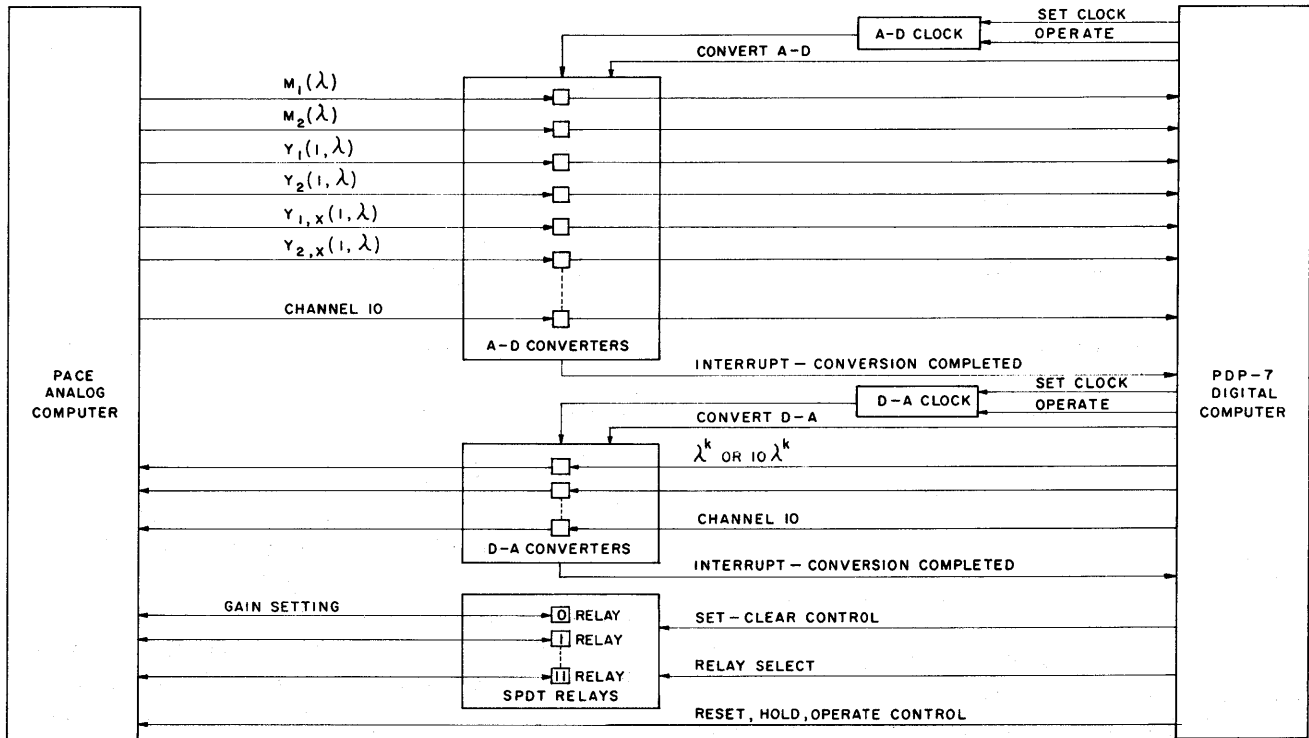 SET CLOCK
A-D CLOCK
OPERATE
CONVERT A-D
M₁(λ)
M₂(λ)
Y₁(1,λ)
Y₂(1,λ)
Y₁,ₓ(1,λ)
Y₂,ₓ(1,λ)
CHANNEL 10
A-D CONVERTERS
INTERRUPT – CONVERSION COMPLETED
PACE
ANALOG
COMPUTER
PDP-7
DIGITAL
COMPUTER
SET CLOCK
D-A CLOCK
OPERATE
CONVERT D-A
λᵏ OR 10 λᵏ
CHANNEL 10
D-A CONVERTERS
INTERRUPT – CONVERSION COMPLETED
GAIN SETTING
0 RELAY
SET – CLEAR CONTROL
1 RELAY
RELAY SELECT
11 RELAY
SPDT RELAYS
RESET, HOLD, OPERATE CONTROL